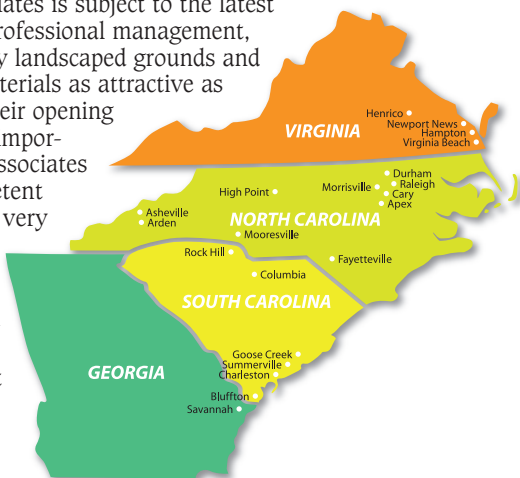 lates is subject to the latest
rofessional management,
y landscaped grounds and
terials as attractive as
eir opening
impor-
ssociates
etent
very
t
Henrico
Newport News
Hampton
Virginia Beach
VIRGINIA
Durham
Raleigh
Morrisville
Cary
Apex
High Point
Asheville
Arden
NORTH CAROLINA
Mooresville
Fayetteville
Rock Hill
Columbia
SOUTH CAROLINA
Goose Creek
Summerville
Charleston
Bluffton
Savannah
GEORGIA